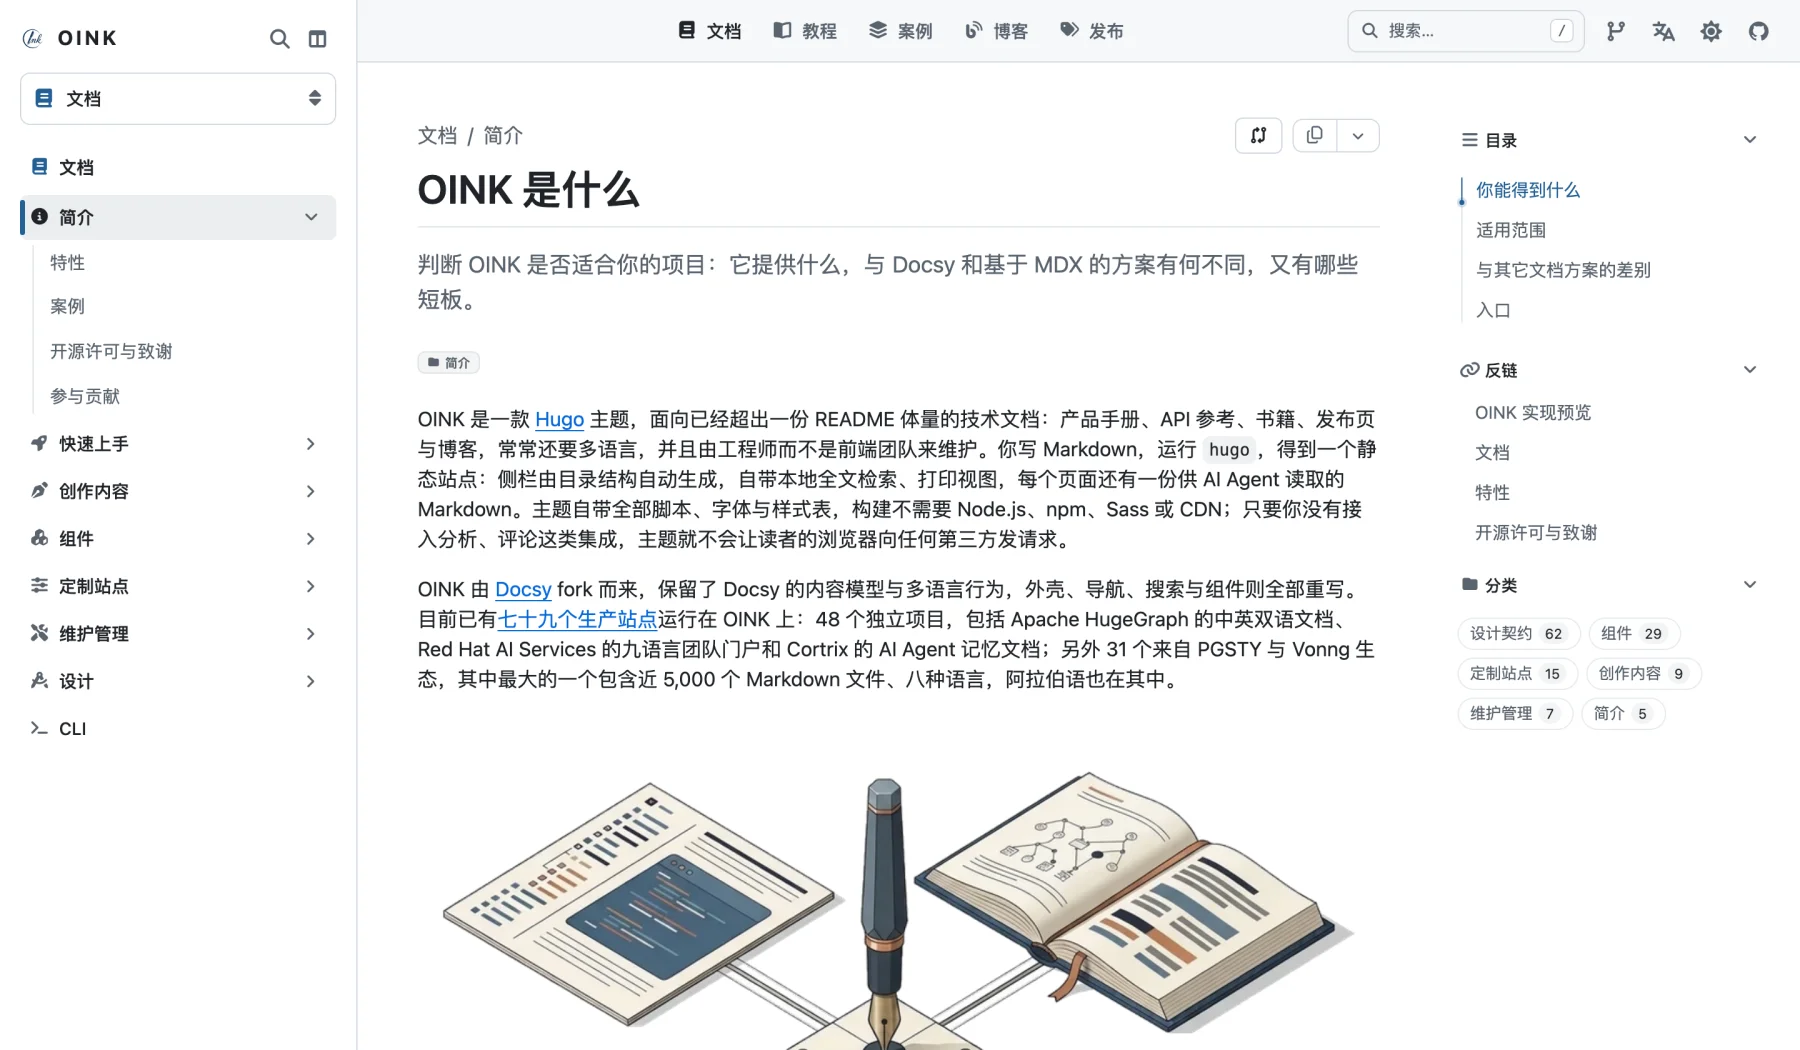 OINK
文档
文档
简介
特性
案例
开源许可与致谢
参与贡献
快速上手
创作内容
组件
定制站点
维护管理
设计
CLI
文档 教程 案例 博客 发布
搜索... /
文档 / 简介
OINK 是什么
判断 OINK 是否适合你的项目：它提供什么，与 Docsy 和基于 MDX 的方案有何不同，又有哪些
短板。
简介
OINK 是一款 Hugo 主题，面向已经超出一份 README 体量的技术文档：产品手册、API 参考、书籍、发布页
与博客，常常还要多语言，并且由工程师而不是前端团队来维护。你写 Markdown，运行 hugo，得到一个静
态站点：侧栏由目录结构自动生成，自带本地全文检索、打印视图，每个页面还有一份供 AI Agent 读取的
Markdown。主题自带全部脚本、字体与样式表，构建不需要 Node.js、npm、Sass 或 CDN；只要你没有接
入分析、评论这类集成，主题就不会让读者的浏览器向任何第三方发请求。
OINK 由 Docsy fork 而来，保留了 Docsy 的内容模型与多语言行为，外壳、导航、搜索与组件则全部重写。
目前已有七十九个生产站点运行在 OINK 上：48 个独立项目，包括 Apache HugeGraph 的中英双语文档、
Red Hat AI Services 的九语言团队门户和 Cortrix 的 AI Agent 记忆文档；另外 31 个来自 PGSTY 与 Vonng 生
态，其中最大的一个包含近 5,000 个 Markdown 文件、八种语言，阿拉伯语也在其中。
目录
你能得到什么
适用范围
与其它文档方案的差别
入口
反链
OINK 实现预览
文档
特性
开源许可与致谢
分类
设计契约 62 组件 29
定制站点 15 创作内容 9
维护管理 7 简介 5